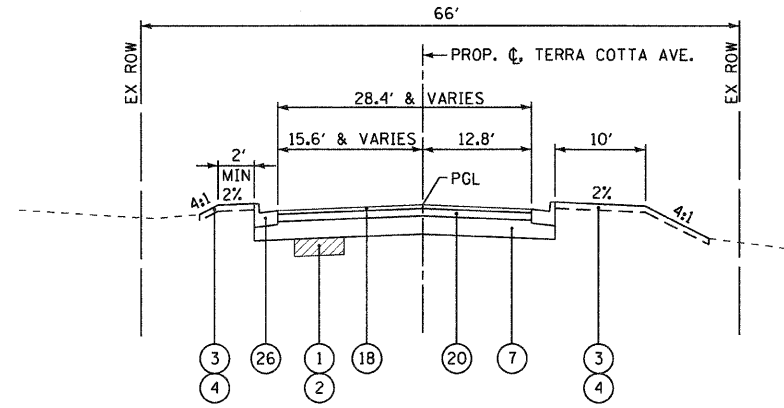 66'
EX ROW
PROP. ℄ TERRA COTTA AVE.
EX ROW
28.4' & VARIES
15.6' & VARIES
12.8'
10'
2'
MIN
2%
4:1
PGL
2%
4:1
3
4
26
1
2
18
20
7
3
4